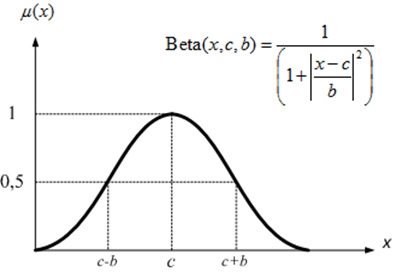 μ(x)
Beta(x,c,b) = 1 / (1+|x−c / b|²)
1
0,5
c-b c c+b x